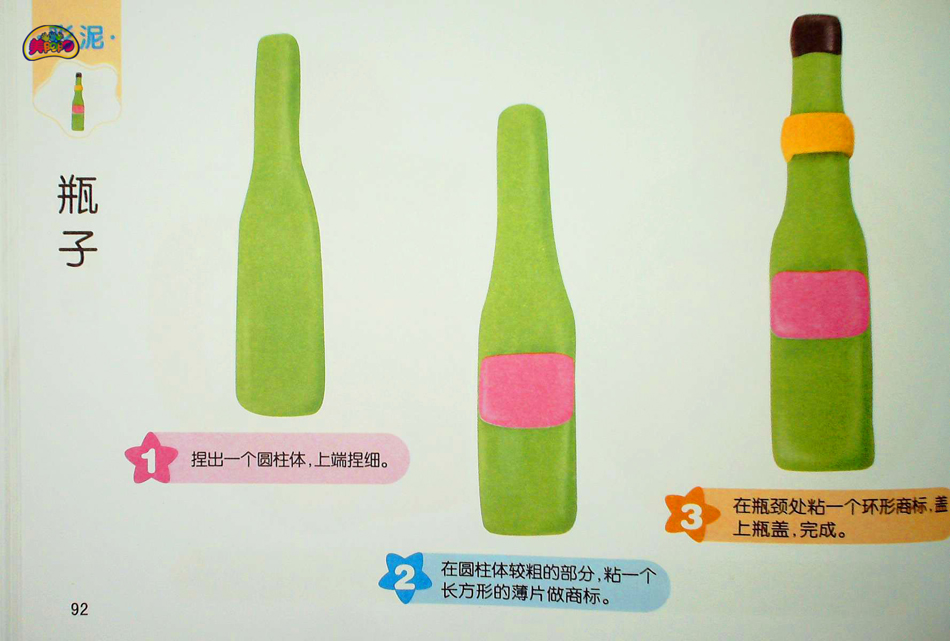 泥·
瓶
子
1
捏出一个圆柱体,上端捏细。
2
在圆柱体较粗的部分,粘一个
长方形的薄片做商标。
3
在瓶颈处粘一个环形商标,盖
上瓶盖,完成。
92